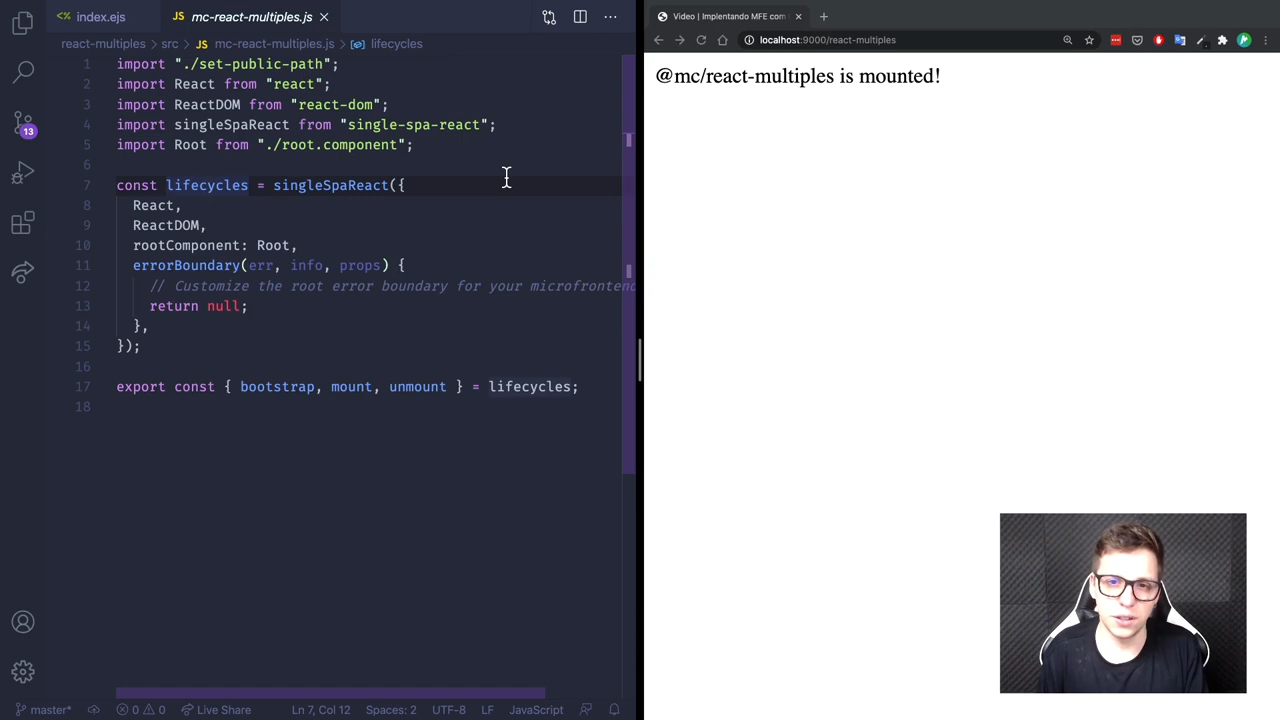 <% index.ejs
JS mc-react-multiples.js ×
react-multiples > src > JS mc-react-multiples.js > lifecycles
1 import "./set-public-path";
2 import React from "react";
3 import ReactDOM from "react-dom";
4 import singleSpaReact from "single-spa-react";
5 import Root from "./root.component";
6
7 const lifecycles = singleSpaReact({
8 React,
9 ReactDOM,
10 rootComponent: Root,
11 errorBoundary(err, info, props) {
12 // Customize the root error boundary for your microfrontend
13 return null;
14 },
15 });
16
17 export const { bootstrap, mount, unmount } = lifecycles;
18
13
master*
0 0
Live Share
Ln 7, Col 12
Spaces: 2
UTF-8
LF
JavaScript
Video | Implentando MFE com
localhost:9000/react-multiples
@mc/react-multiples is mounted!